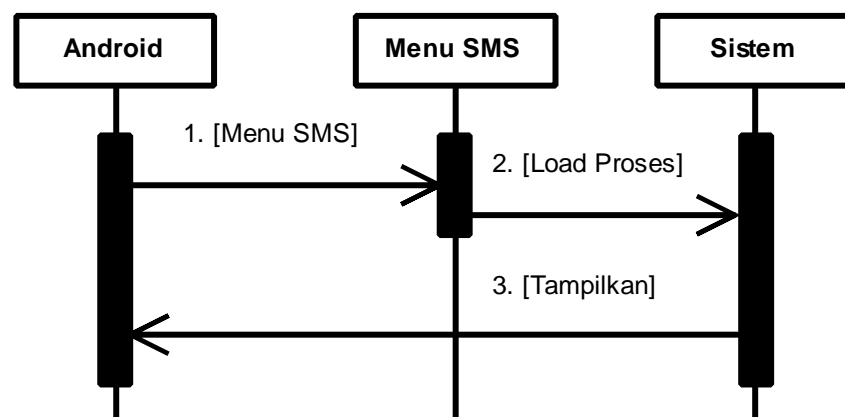 Android
Menu SMS
Sistem
1. [Menu SMS]
2. [Load Proses]
3. [Tampilkan]